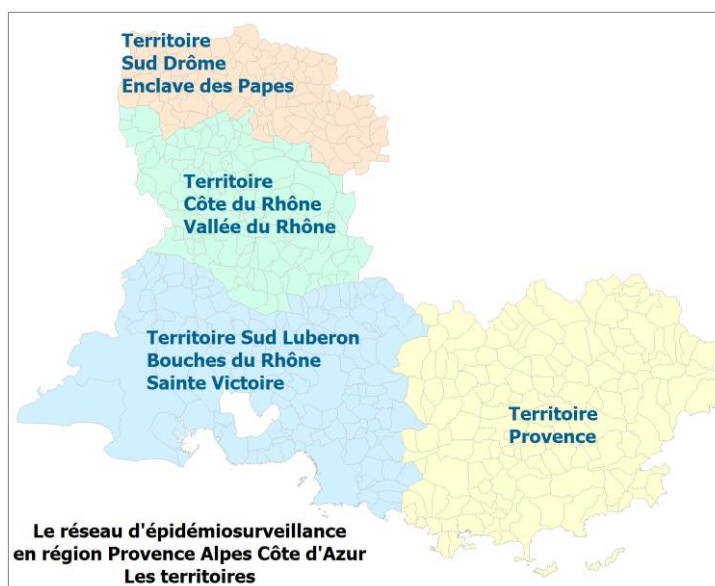 Territoire
Sud Drôme
Enclave des Papes
Territoire
Côte du Rhône
Vallée du Rhône
Territoire Sud Luberon
Bouches du Rhône
Sainte Victoire
Territoire
Provence
Le réseau d'épidémiosurveillance
en région Provence Alpes Côte d'Azur
Les territoires